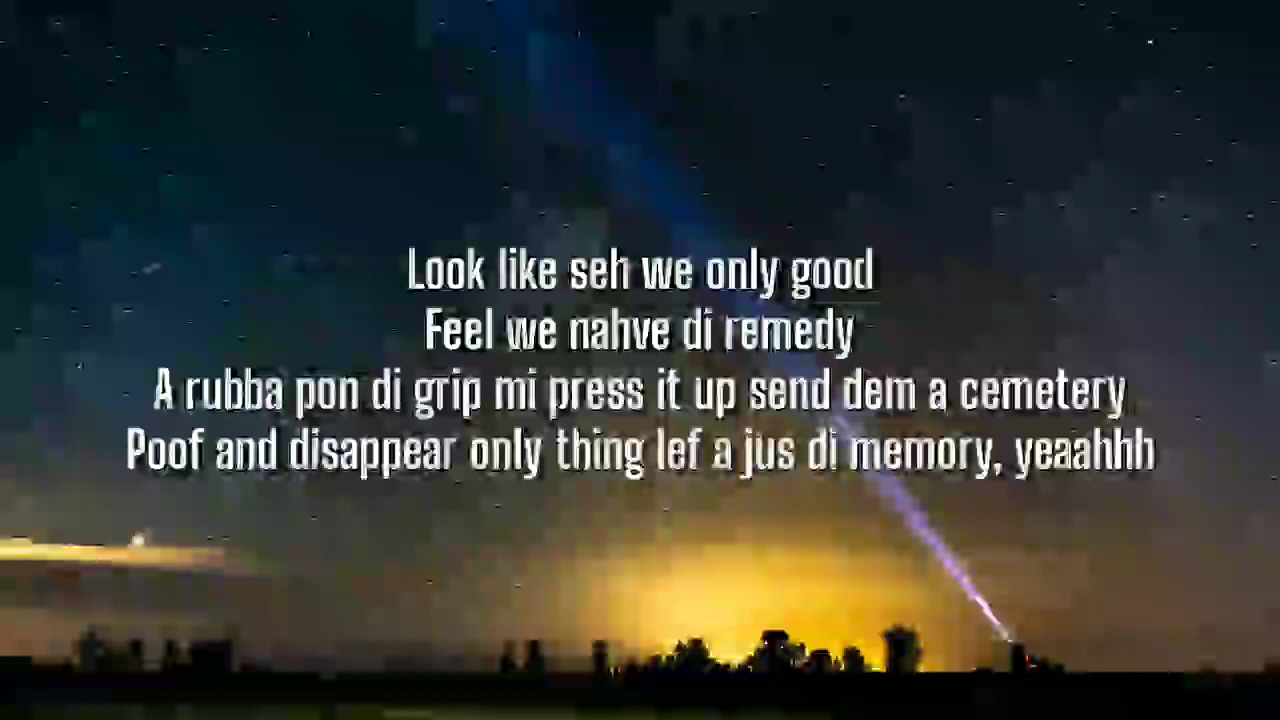 Look like seh we only good
Feel we nahve di remedy
A rubba pon di grip mi press it up send dem a cemetery
Poof and disappear only thing lef a jus di memory, yeaahhh